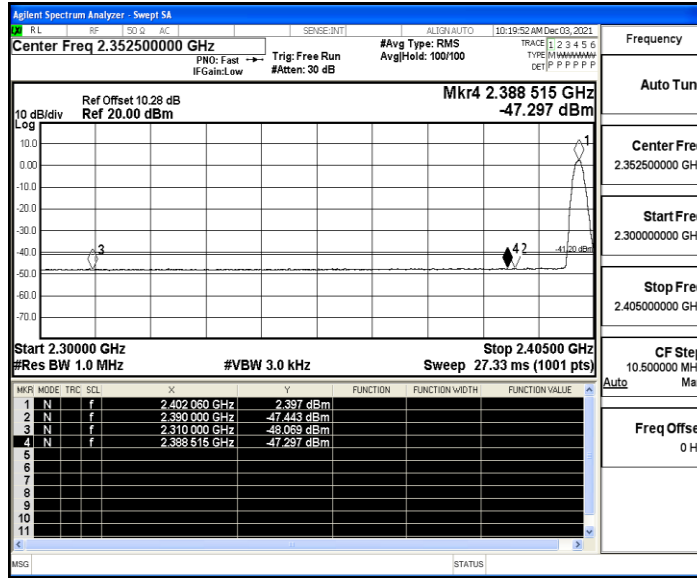 Agilent Spectrum Analyzer - Swept SA
RL RF 50 Ω AC SENSE:INT ALIGN AUTO 10:19:52 AM Dec 03, 2021
Center Freq 2.352500000 GHz #Avg Type: RMS TRACE 1 2 3 4 5 6
PNO: Fast Trig: Free Run Avg|Hold: 100/100 TYPE M
IFGain:Low #Atten: 30 dB DET P P P P P P
Frequency
Auto Tun
Center Fre
2.352500000 GH
Start Fre
2.300000000 GH
Stop Fre
2.405000000 GH
CF Step
10.500000 MH
Auto Ma
Freq Offse
0 H
Mkr4 2.388 515 GHz
Ref Offset 10.28 dB
10 dB/div Ref 20.00 dBm -47.297 dBm
Log
10.0
0.00
-10.0
-20.0
-30.0
-40.0
-50.0
-60.0
-70.0
1
3
4 2
-41.20 dBm
Start 2.30000 GHz Stop 2.40500 GHz
#Res BW 1.0 MHz #VBW 3.0 kHz Sweep 27.33 ms (1001 pts)
MKR MODE TRC SCL X Y FUNCTION FUNCTION WIDTH FUNCTION VALUE
1 N f 2.402 060 GHz 2.397 dBm
2 N f 2.390 000 GHz -47.443 dBm
3 N f 2.310 000 GHz -48.069 dBm
4 N f 2.388 515 GHz -47.297 dBm
5
6
7
8
9
10
11
MSG STATUS